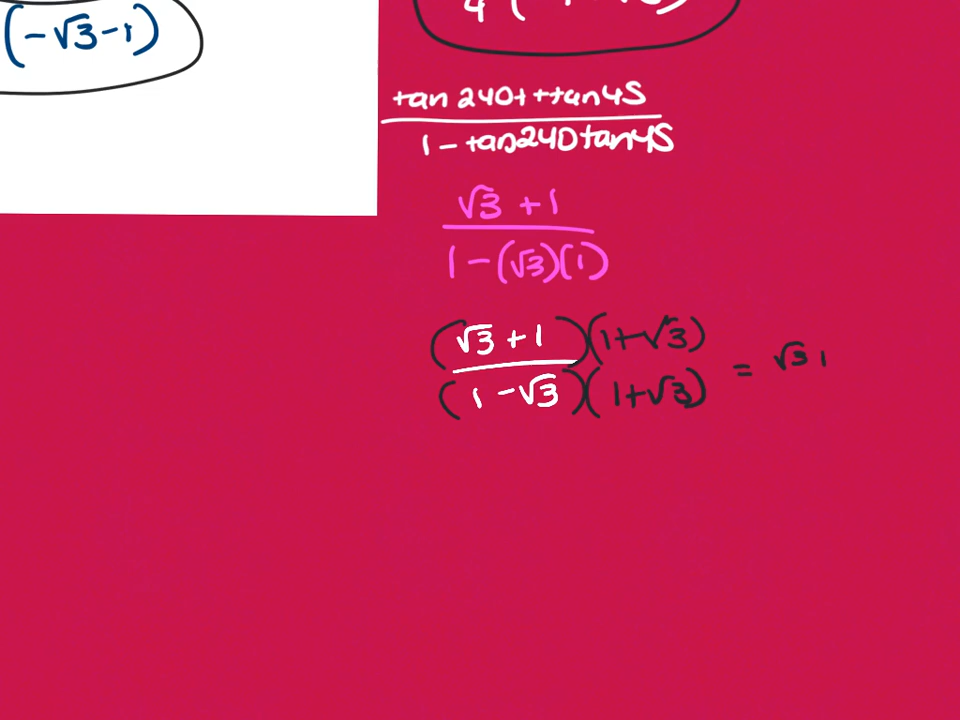 (-√3-1)
tan 240+ +tan45
1 - tan240tan45
√3 +1
1-(√3)(1)
(√3+1)(1+√3)
(1-√3)(1+√3) = √3 1